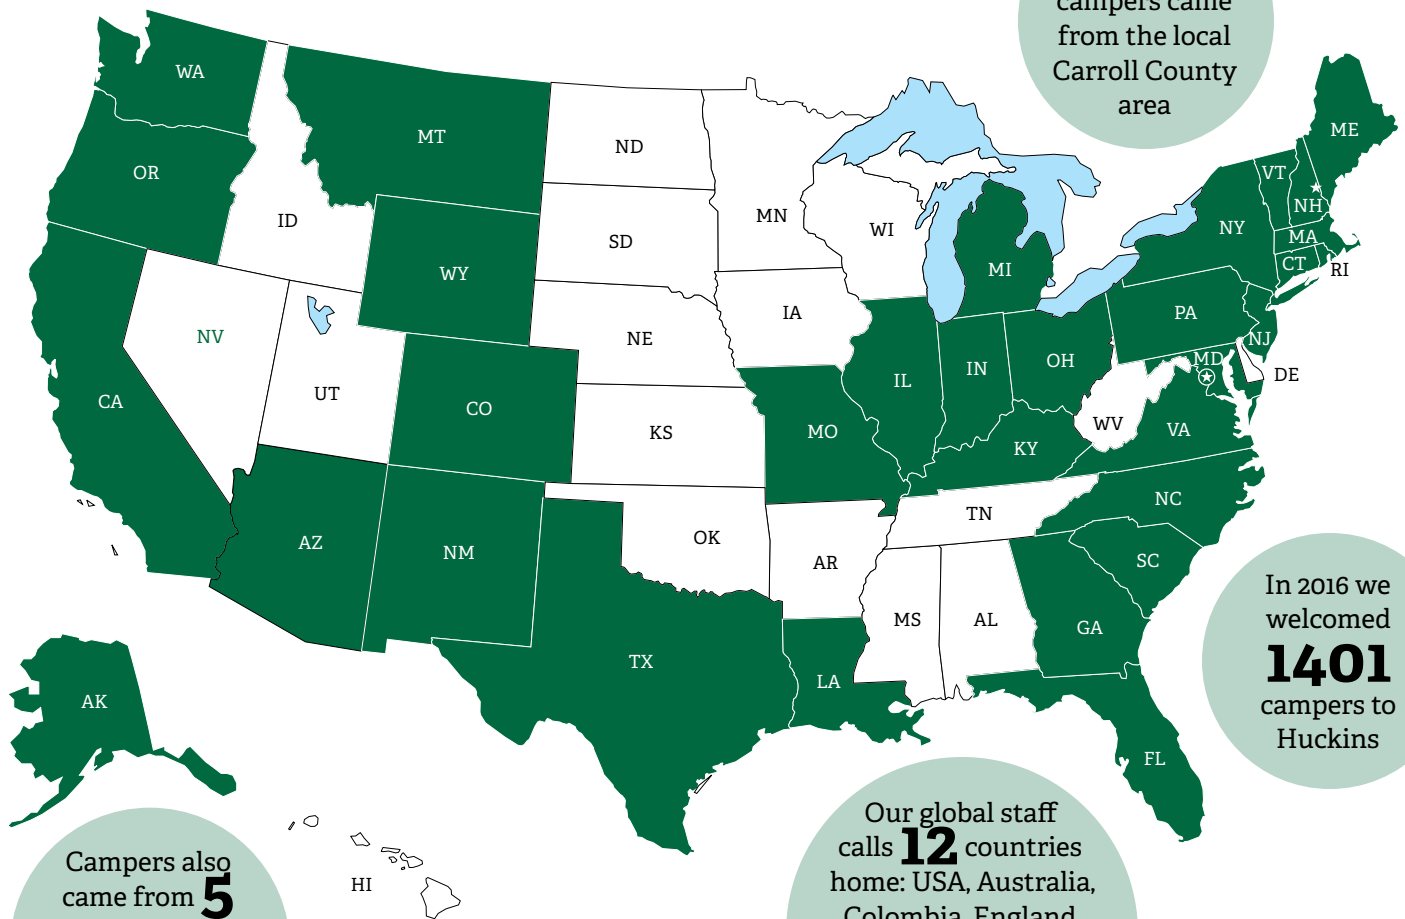 campers came
from the local
Carroll County
area
WA
MT
ND
ME
OR
VT
ID
MN
NH
SD
WI
NY
MA
WY
MI
CT
RI
IA
PA
NV
NE
NJ
OH
MD
IN
DE
IL
UT
CA
CO
WV
KS
MO
VA
KY
NC
TN
OK
AZ
NM
SC
AR
In 2016 we
welcomed
1401
campers to
Huckins
MS
AL
GA
TX
LA
AK
FL
Our global staff
calls 12 countries
home: USA, Australia,
Colombia, England
Campers also
came from 5
HI